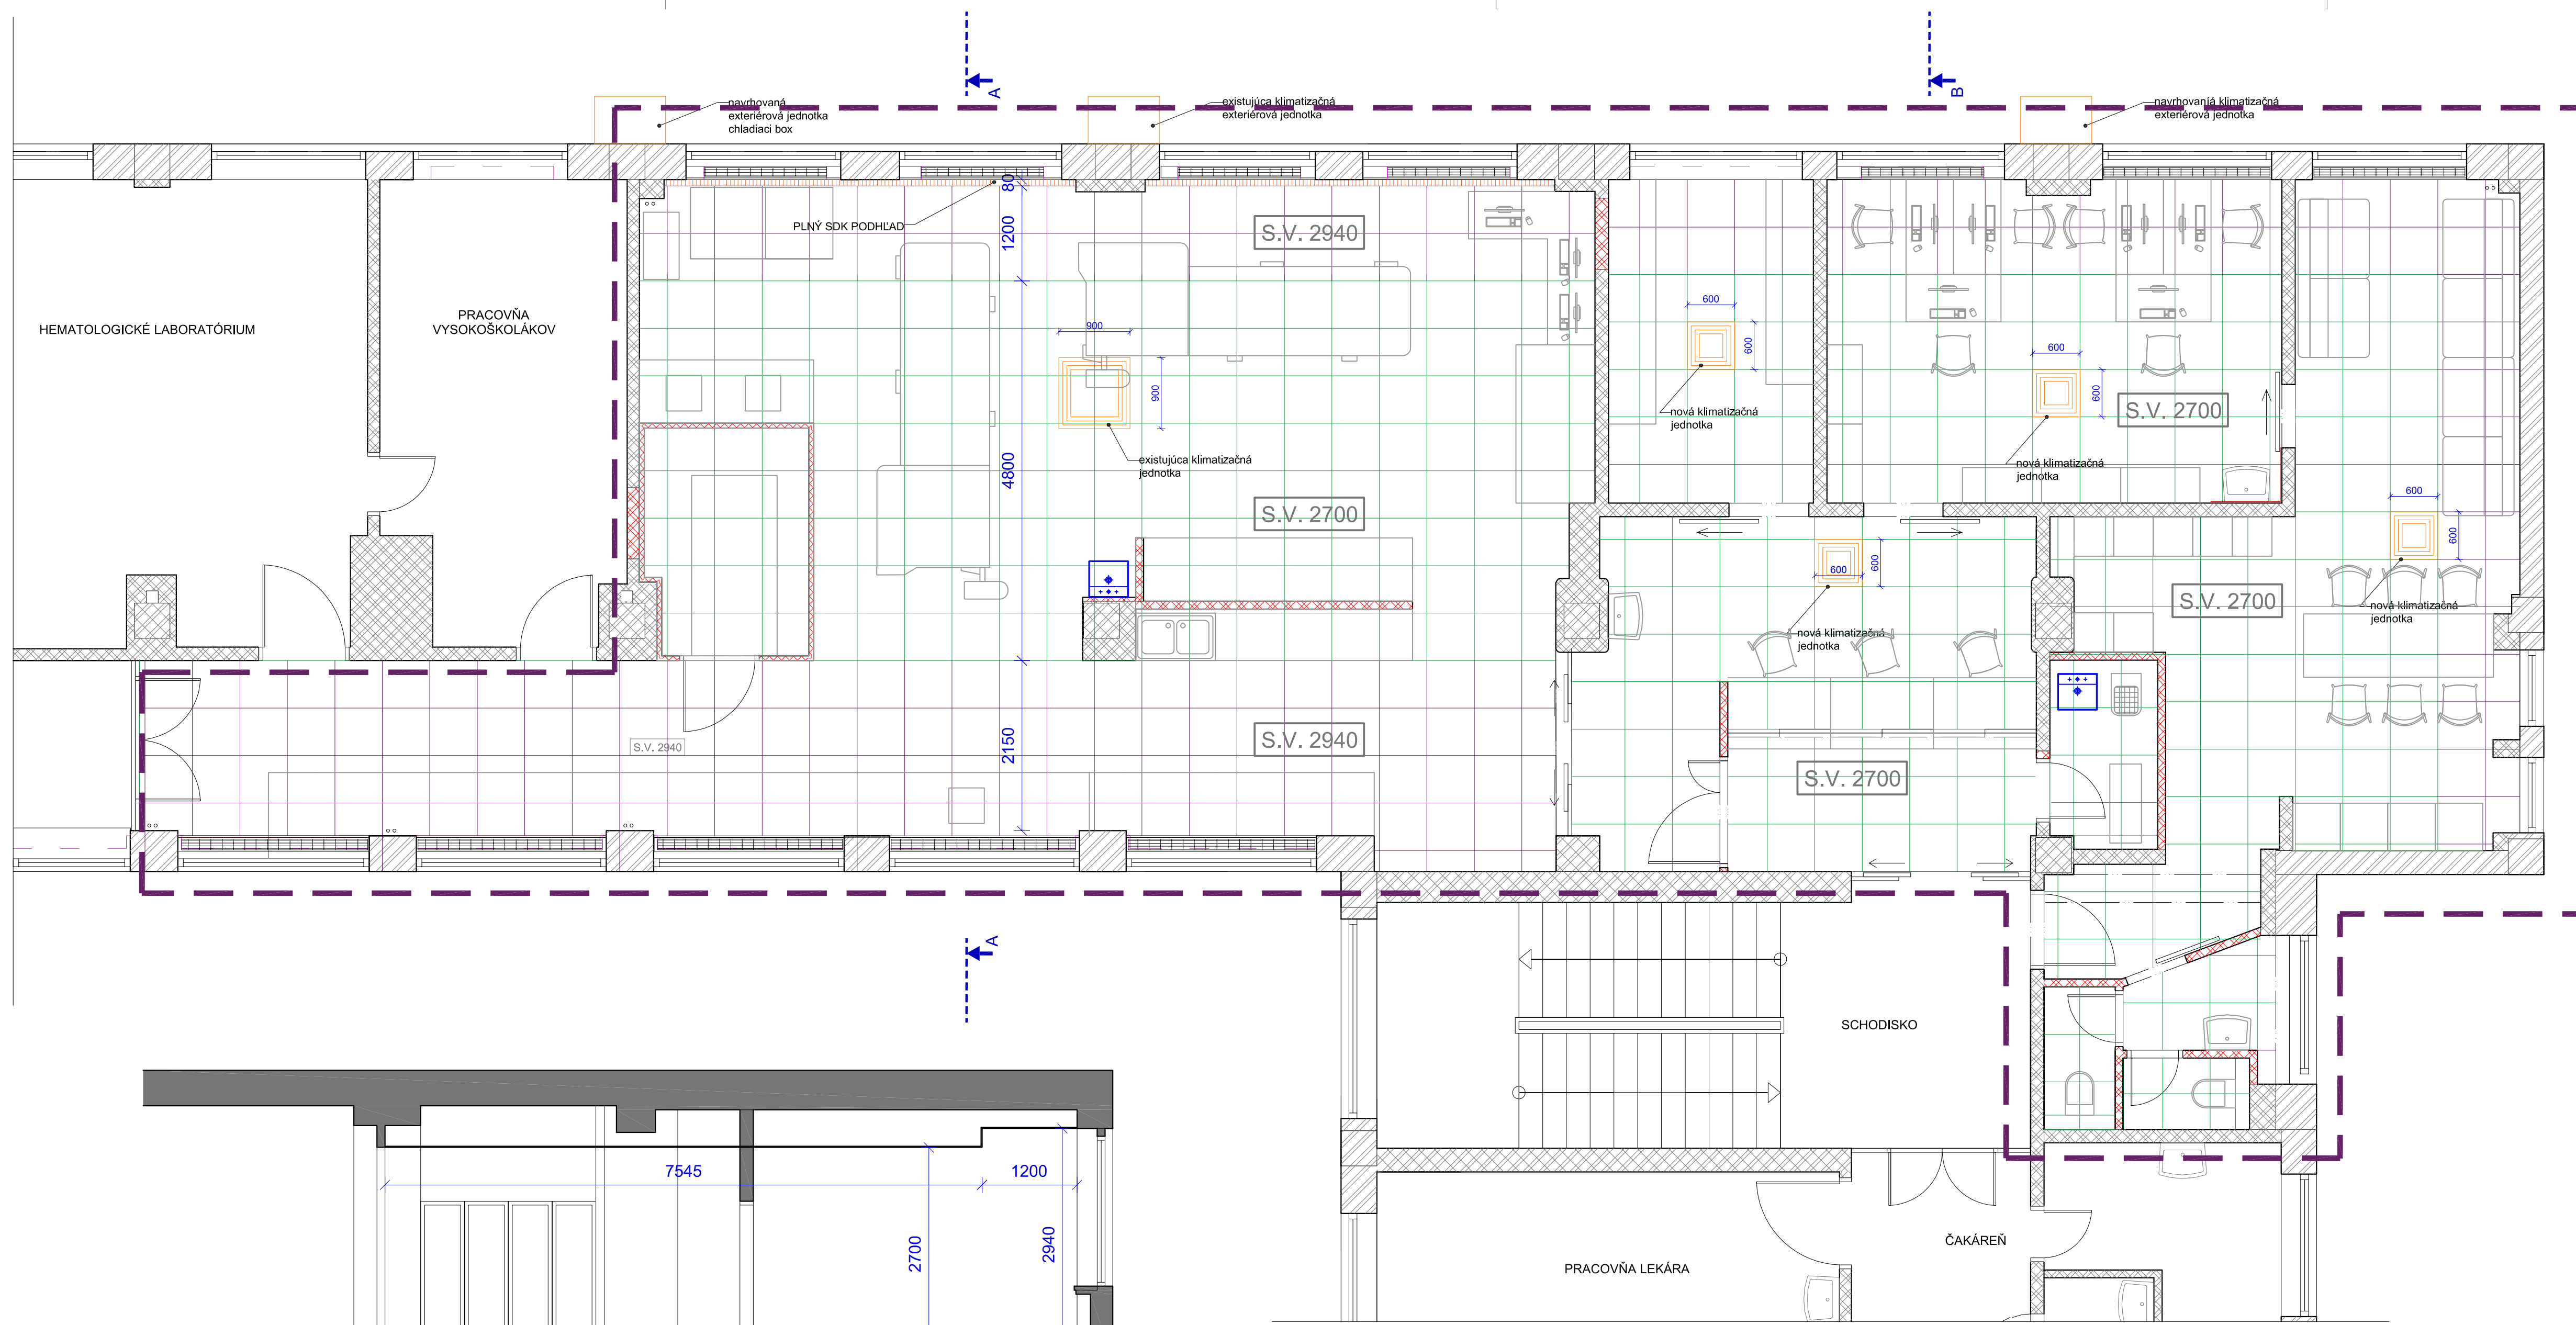 A
B
navrhovaná
exteriérová jednotka
chladiaci box
existujúca klimatizačná
exteriérová jednotka
navrhovaniá klimatizačná
exteriérová jednotka
80
1200
PLNÝ SDK PODHĽAD
S.V. 2940
HEMATOLOGICKÉ LABORATÓRIUM
PRACOVŇA
VYSOKOŠKOLÁKOV
900
900
600
600
600
600
nová klimatizačná
jednotka
S.V. 2700
existujúca klimatizačná
jednotka
4800
nová klimatizačná
jednotka
600
600
S.V. 2700
600
600
nová klimatizačná
jednotka
S.V. 2700
nová klimatizačná
jednotka
2150
S.V. 2940
S.V. 2940
S.V. 2700
A
SCHODISKO
7545
1200
2700
2940
ČAKÁREŇ
PRACOVŇA LEKÁRA